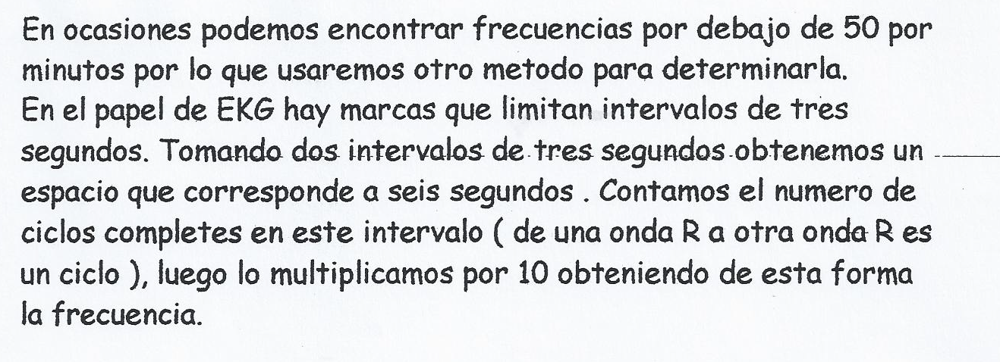 En ocasiones podemos encontrar frecuencias por debajo de 50 por
minutos por lo que usaremos otro metodo para determinarla.
En el papel de EKG hay marcas que limitan intervalos de tres
segundos. Tomando dos intervalos de tres segundos obtenemos un
espacio que corresponde a seis segundos . Contamos el numero de
ciclos completes en este intervalo ( de una onda R a otra onda R es
un ciclo ), luego lo multiplicamos por 10 obteniendo de esta forma
la frecuencia.